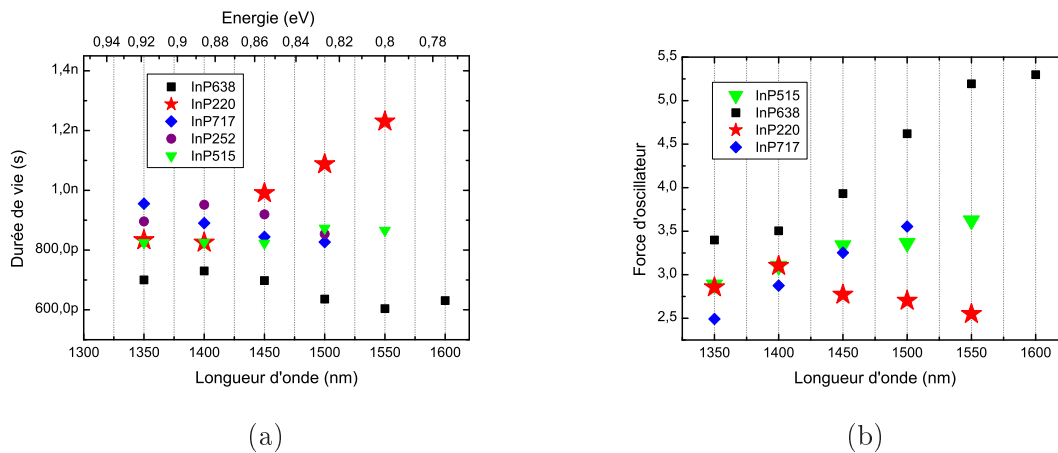 Energie (eV)
0,94 0,92 0,9 0,88 0,86 0,84 0,82 0,8 0,78
1,4n
1,2n
1,0n
800,0p
600,0p
Durée de vie (s)
InP638
InP220
InP717
InP252
InP515
1300 1350 1400 1450 1500 1550 1600
Longueur d'onde (nm)
(a)
5,5
5,0
4,5
4,0
3,5
3,0
2,5
Force d'oscillateur
InP515
InP638
InP220
InP717
1350 1400 1450 1500 1550 1600
Longueur d'onde (nm)
(b)